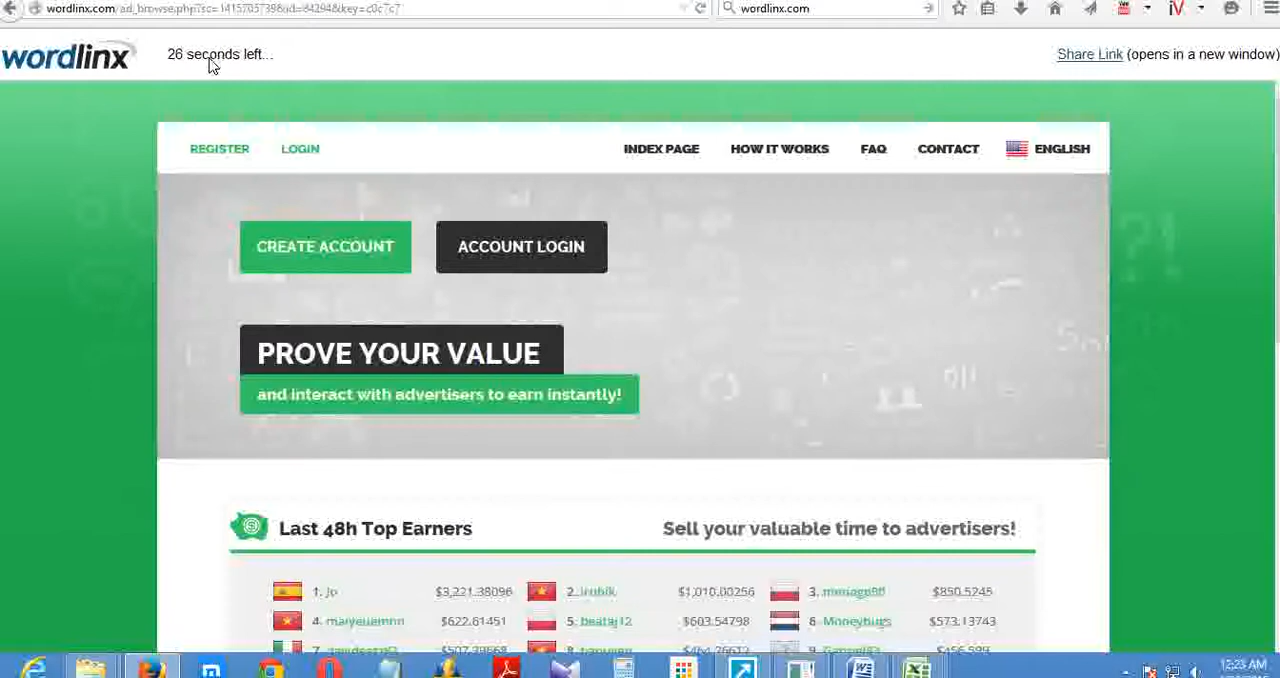 wordlinx.com
wordlinx
26 seconds left...
Share Link (opens in a new window)
REGISTER
LOGIN
INDEX PAGE
HOW IT WORKS
FAQ
CONTACT
ENGLISH
CREATE ACCOUNT
ACCOUNT LOGIN
PROVE YOUR VALUE
and interact with advertisers to earn instantly!
Last 48h Top Earners
Sell your valuable time to advertisers!
1. Jo
$3,221.38096
2.
$1,010.00256
3.
$850.5245
4.
$622.61451
5. beataj12
$603.54798
6. Moneybugs
$573.13743
12:23 AM